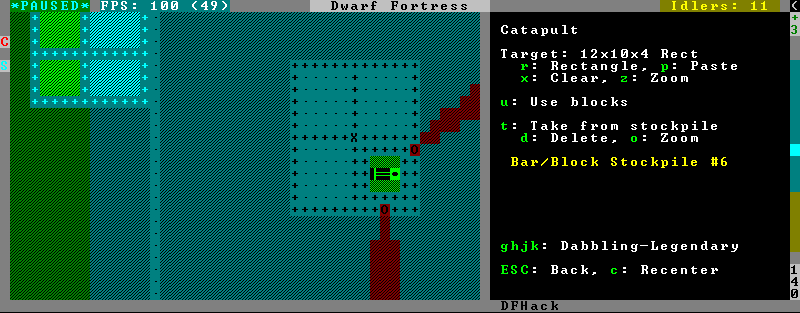 *PAUSED* FPS: 100 (49) Dwarf Fortress Idlers: 11
Catapult
Target: 12x10x4 Rect
r: Rectangle, p: Paste
x: Clear, z: Zoom
u: Use blocks
t: Take from stockpile
d: Delete, o: Zoom
Bar/Block Stockpile #6
ghjk: Dabbling-Legendary
ESC: Back, c: Recenter
DFHack